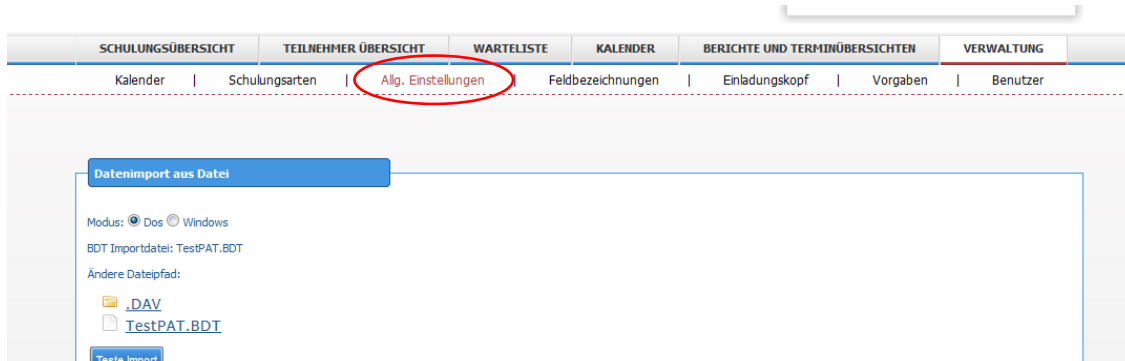 SCHULUNGSÜBERSICHT TEILNEHMER ÜBERSICHT WARTELISTE KALENDER BERICHTE UND TERMINÜBERSICHTEN VERWALTUNG
Kalender | Schulungsarten | Allg. Einstellungen | Feldbezeichnungen | Einladungskopf | Vorgaben | Benutzer
Datenimport aus Datei
Modus: Dos Windows
BDT Importdatei: TestPAT.BDT
Ändere Dateipfad:
.DAV
TestPAT.BDT
Teste Import